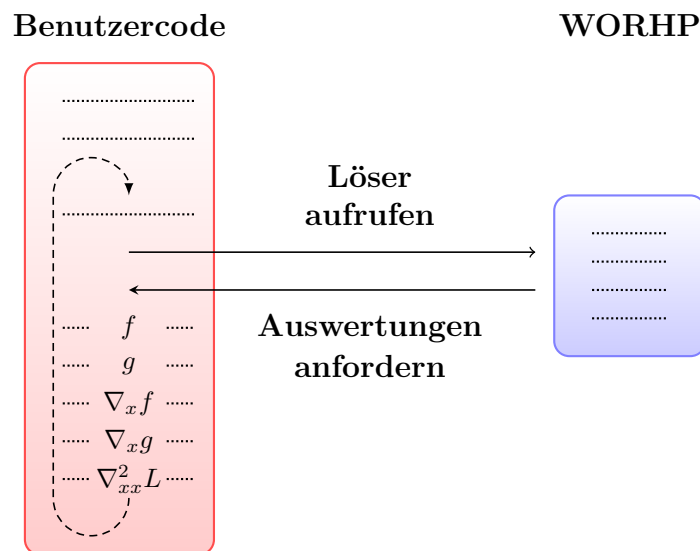 Benutzercode
WORHP
Löser
aufrufen
Auswertungen
anfordern
f
g
∇ₓf
∇ₓg
∇²ₓₓL